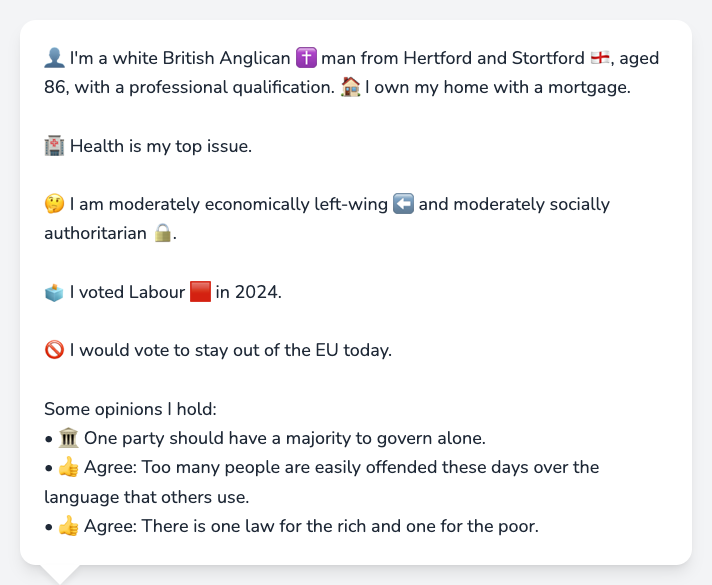 👤 I'm a white British Anglican ✝️ man from Hertford and Stortford 🏴󠁧󠁢󠁥󠁮󠁧󠁿, aged
86, with a professional qualification. 🏠 I own my home with a mortgage.
🏥 Health is my top issue.
🤔 I am moderately economically left-wing ⬅️ and moderately socially
authoritarian 🔒.
🗳️ I voted Labour 🟥 in 2024.
🚫 I would vote to stay out of the EU today.
Some opinions I hold:
• 🏛️ One party should have a majority to govern alone.
• 👍 Agree: Too many people are easily offended these days over the
language that others use.
• 👍 Agree: There is one law for the rich and one for the poor.